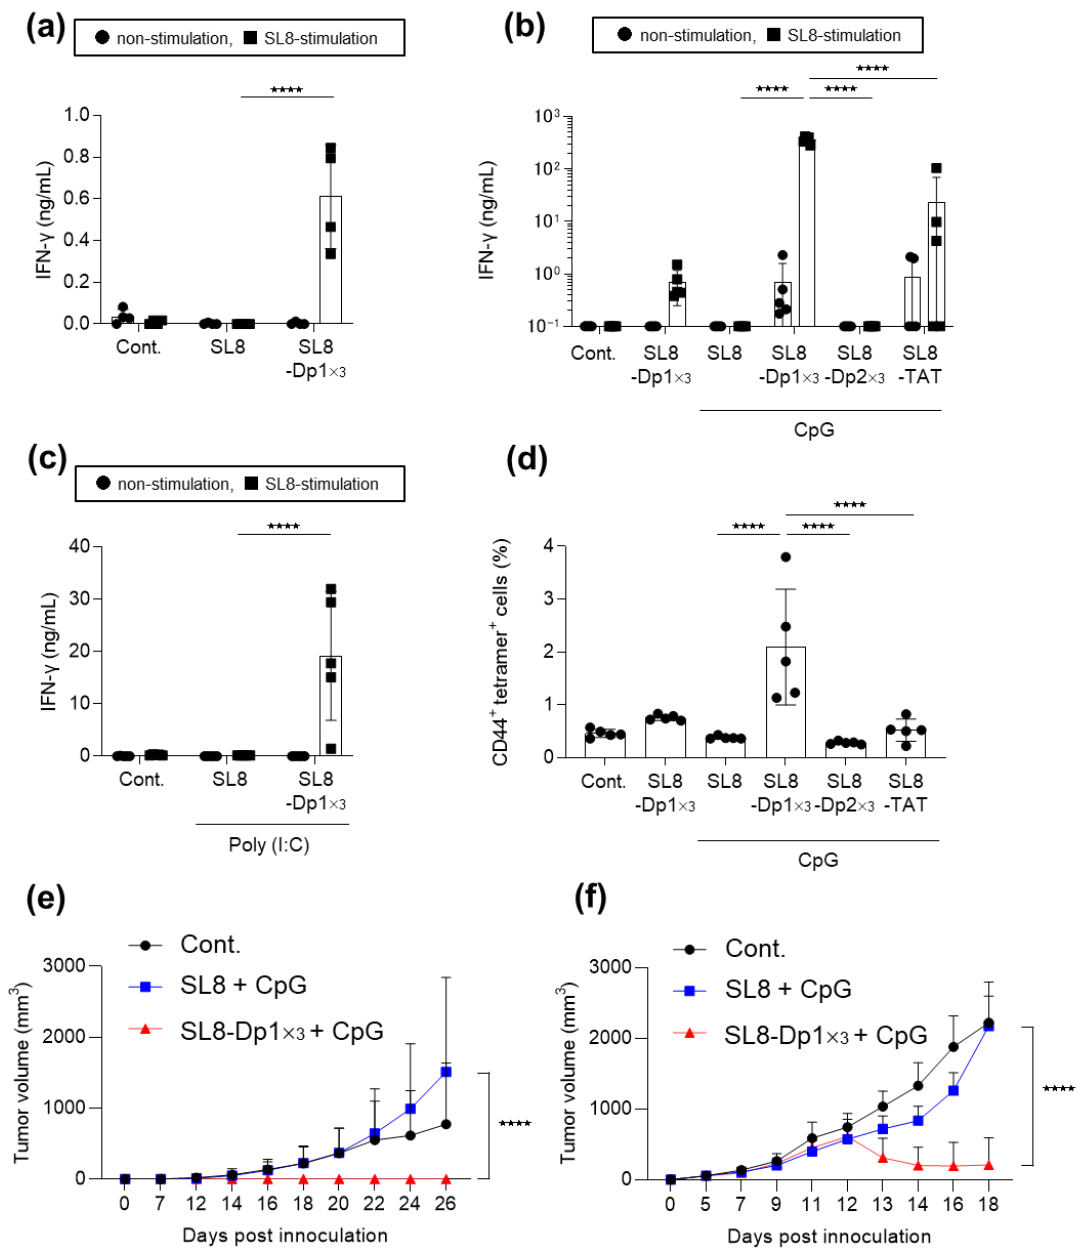 (a)
non-stimulation, SL8-stimulation
****
IFN-γ (ng/mL)
1.0
0.8
0.6
0.4
0.2
0.0
Cont. SL8 SL8
-Dp1×3
(b)
non-stimulation, SL8-stimulation
****
**** ****
IFN-γ (ng/mL)
10³
10²
10¹
10⁰
10⁻¹
Cont. SL8 SL8 SL8 SL8 SL8
-Dp1×3 -Dp1×3 -Dp2×3 -TAT
CpG
(c)
non-stimulation, SL8-stimulation
****
IFN-γ (ng/mL)
40
30
20
10
0
Cont. SL8 SL8
-Dp1×3
Poly (I:C)
(d)
****
**** ****
CD44⁺ tetramer⁺ cells (%)
4
3
2
1
0
Cont. SL8 SL8 SL8 SL8 SL8
-Dp1×3 -Dp1×3 -Dp2×3 -TAT
CpG
(e)
Cont.
SL8 + CpG
SL8-Dp1×3 + CpG
Tumor volume (mm³)
3000
2000
1000
0
****
0 7 12 14 16 18 20 22 24 26
Days post innoculation
(f)
Cont.
SL8 + CpG
SL8-Dp1×3 + CpG
Tumor volume (mm³)
3000
2000
1000
0
****
0 5 7 9 11 12 13 14 16 18
Days post innoculation